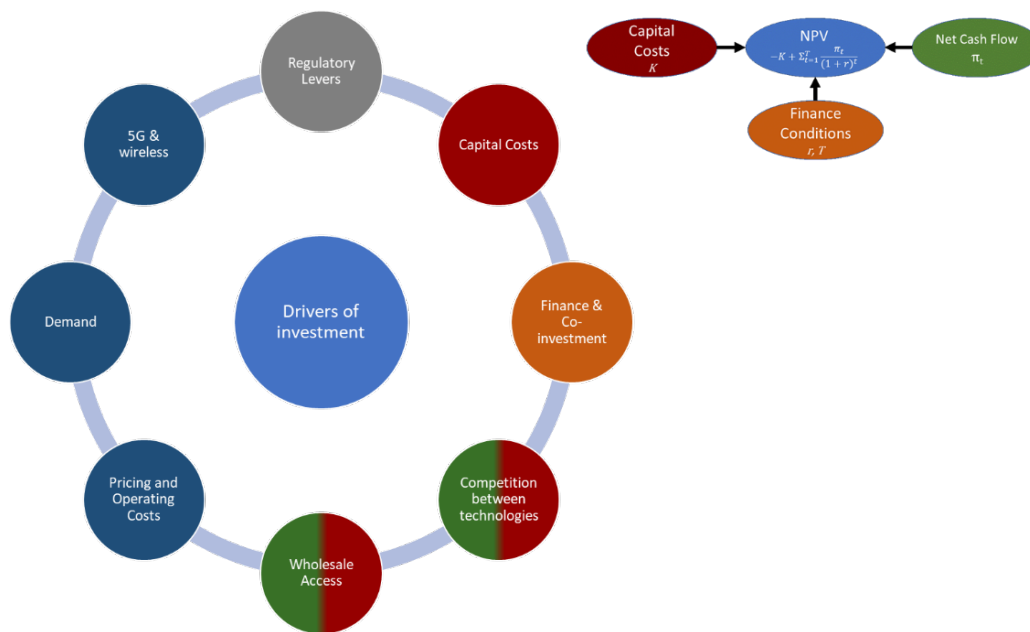 Regulatory
Levers
5G &
wireless
Capital Costs
Demand
Drivers of
investment
Finance &
Co-
investment
Pricing and
Operating
Costs
Competition
between
technologies
Wholesale
Access
Capital
Costs
K
NPV
−K + Σ_{t=1}^{T} π_t/(1 + r)^t
Net Cash Flow
π_t
Finance
Conditions
r, T